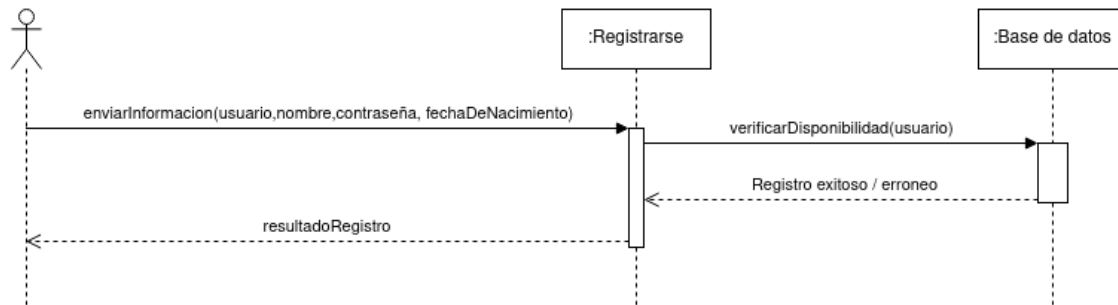 :Registrarse
:Base de datos
enviarInformacion(usuario,nombre,contraseña, fechaDeNacimiento)
verificarDisponibilidad(usuario)
Registro exitoso / erroneo
resultadoRegistro